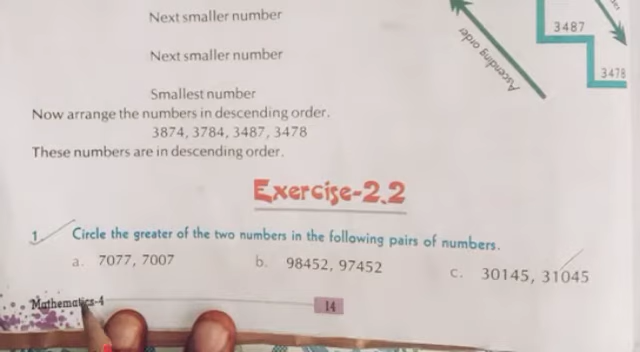 Next smaller number
Next smaller number
Smallest number
Now arrange the numbers in descending order.
3874, 3784, 3487, 3478
These numbers are in descending order.
Ascending order
3487
3478
Exercise-2.2
1 Circle the greater of the two numbers in the following pairs of numbers.
a. 7077, 7007 b. 98452, 97452 c. 30145, 31045
Mathematics-4
14